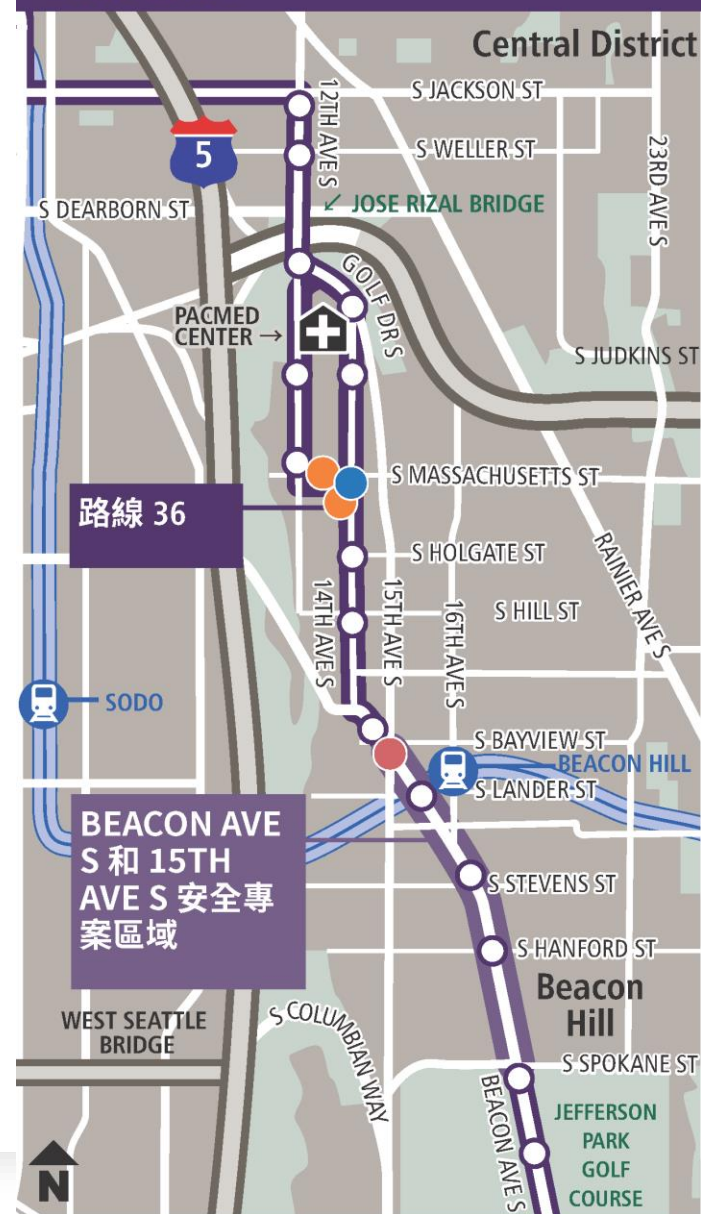 Central District
S JACKSON ST
12TH AVE S
5
S WELLER ST
23RD AVE S
S DEARBORN ST
↙ JOSE RIZAL BRIDGE
GOLF DR S
PACMED
CENTER →
S JUDKINS ST
S MASSACHUSETTS ST
路線 36
S HOLGATE ST
RAINIER AVE S
14TH AVE S
15TH AVE S
16TH AVE S
S HILL ST
SODO
S BAYVIEW ST
BEACON HILL
S LANDER ST
BEACON AVE
S 和 15TH
AVE S 安全專
案區域
S STEVENS ST
S HANFORD ST
Beacon
Hill
WEST SEATTLE
BRIDGE
S COLUMBIAN WAY
S SPOKANE ST
BEACON AVE S
JEFFERSON
PARK
GOLF
COURSE
N